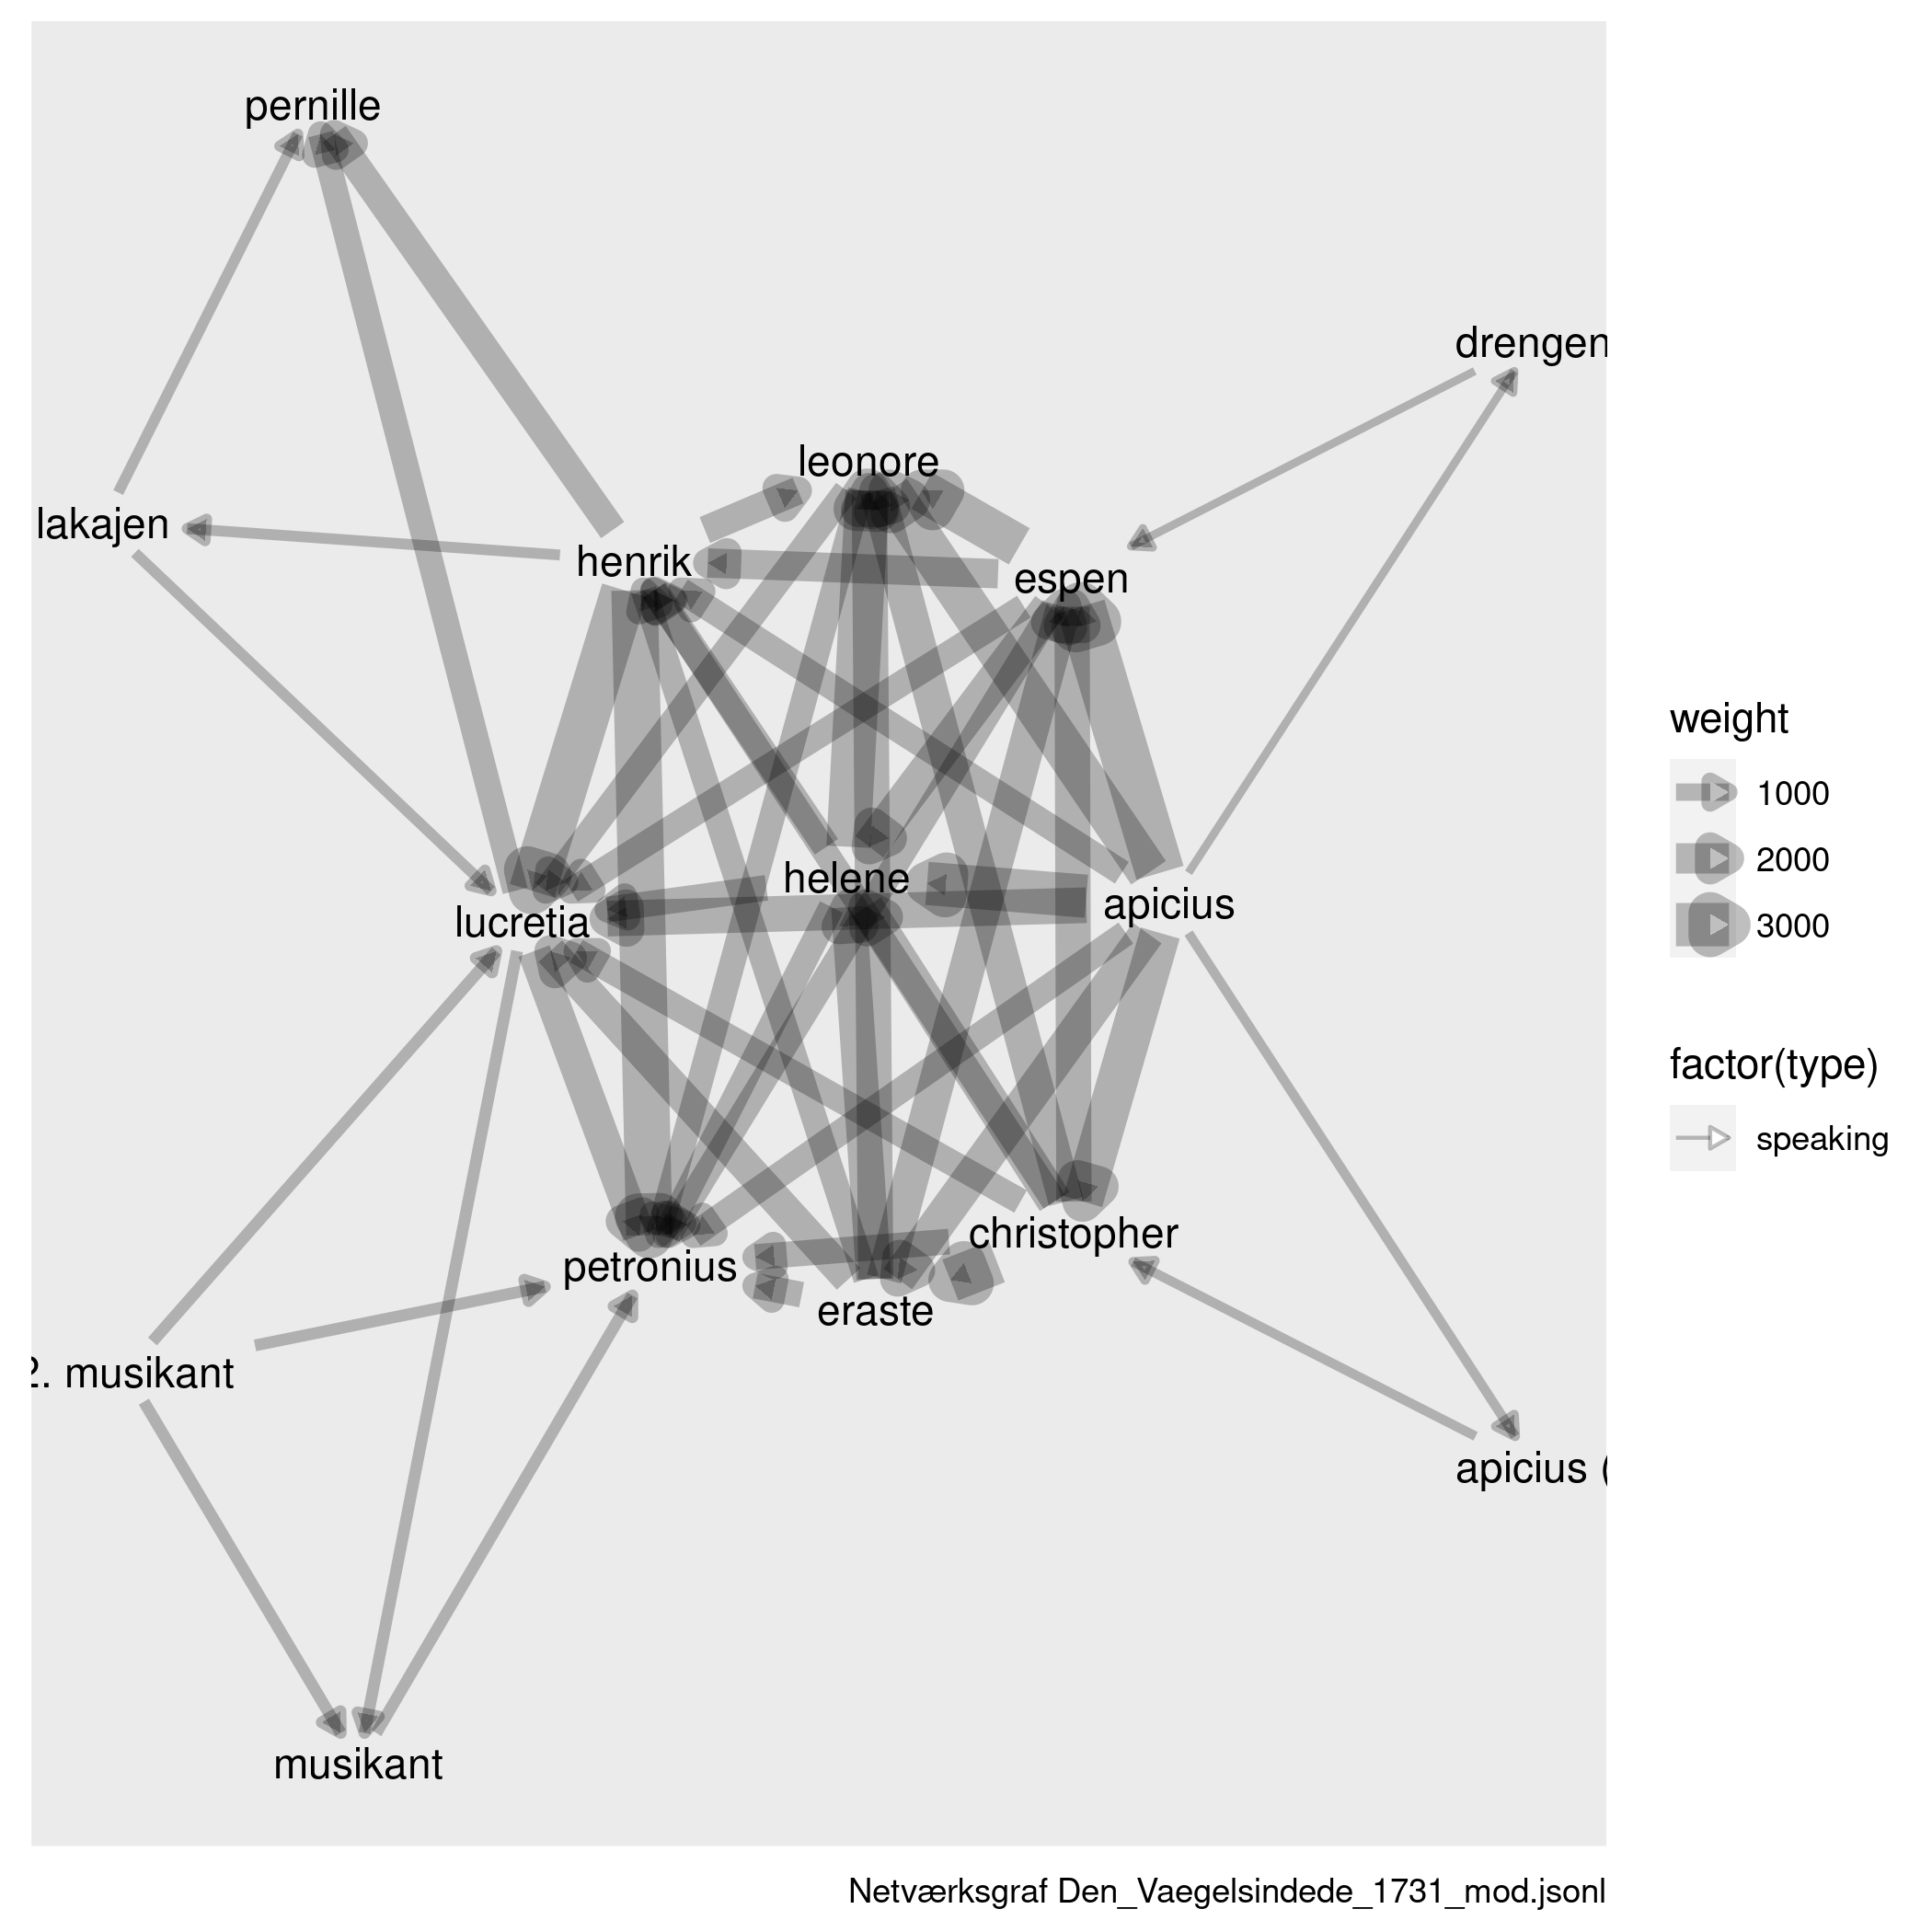 pernille
drengen
leonore
lakajen
henrik
espen
helene
apicius
lucretia
christopher
petronius
eraste
2. musikant
apicius (
musikant
weight
1000
2000
3000
factor(type)
speaking
Netværksgraf Den_Vaegelsindede_1731_mod.jsonl